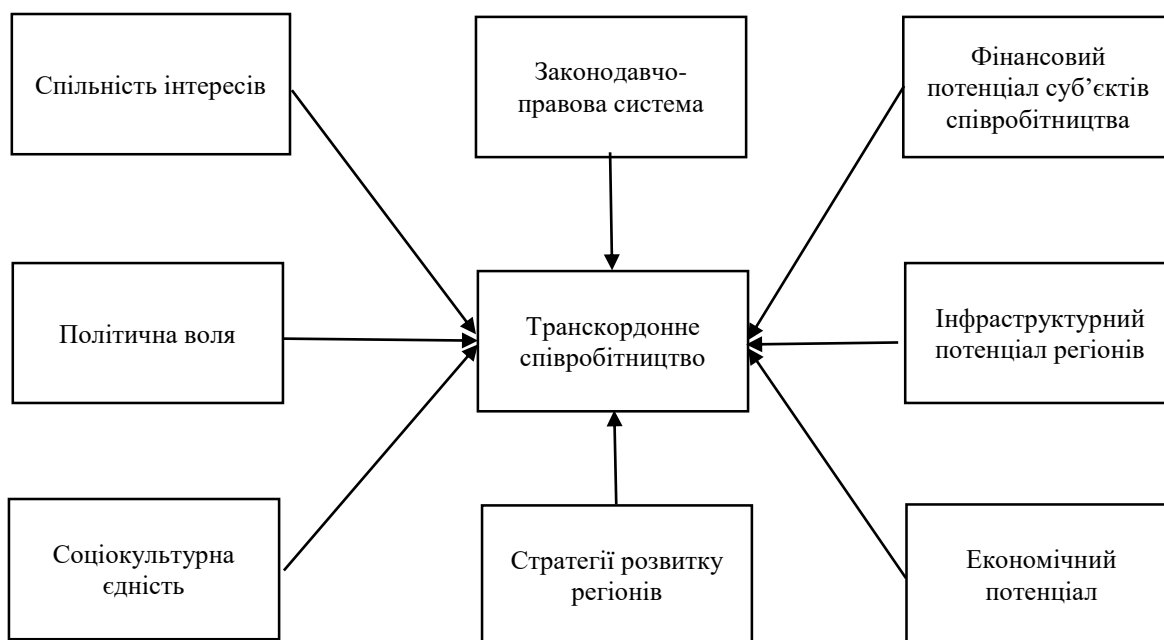 Спільність інтересів
Законодавчо-
правова система
Фінансовий
потенціал суб’єктів
співробітництва
Політична воля
Транскордонне
співробітництво
Інфраструктурний
потенціал регіонів
Соціокультурна
єдність
Стратегії розвитку
регіонів
Економічний
потенціал